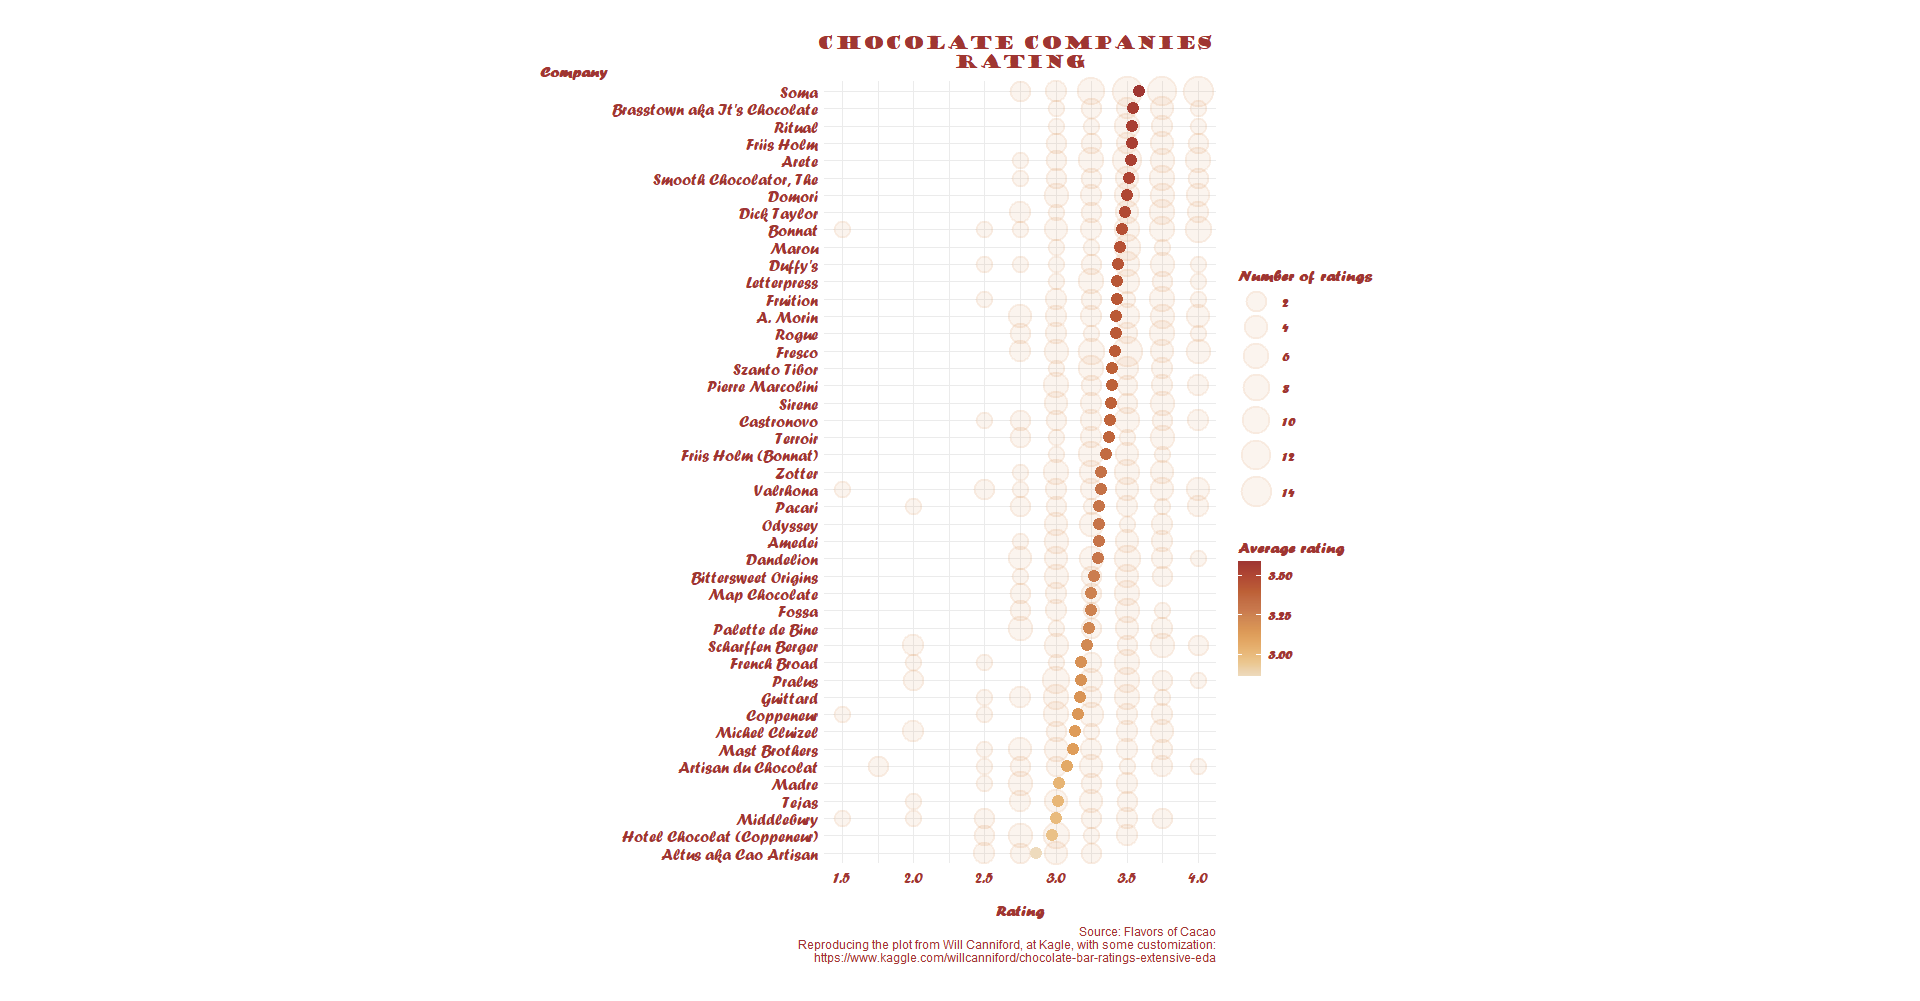 CHOCOLATE COMPANIES
RATING
Company
Soma
Brasstown aka It's Chocolate
Ritual
Friis Holm
Arete
Smooth Chocolator, The
Domori
Dick Taylor
Bonnat
Marou
Duffy's
Letterpress
Fruition
A. Morin
Rogue
Fresco
Szanto Tibor
Pierre Marcolini
Sirene
Castronovo
Terroir
Friis Holm (Bonnat)
Zotter
Valrhona
Pacari
Odyssey
Amedei
Dandelion
Bittersweet Origins
Map Chocolate
Fossa
Palette de Bine
Scharffen Berger
French Broad
Pralus
Guittard
Coppeneur
Michel Cluizel
Mast Brothers
Artisan du Chocolat
Madre
Tejas
Middlebury
Hotel Chocolat (Coppeneur)
Altus aka Cao Artisan
1.5 2.0 2.5 3.0 3.5 4.0
Rating
Number of ratings
2
4
6
8
10
12
14
Average rating
3.50
3.25
3.00
Source: Flavors of Cacao
Reproducing the plot from Will Canniford, at Kagle, with some customization:
https://www.kaggle.com/willcanniford/chocolate-bar-ratings-extensive-eda